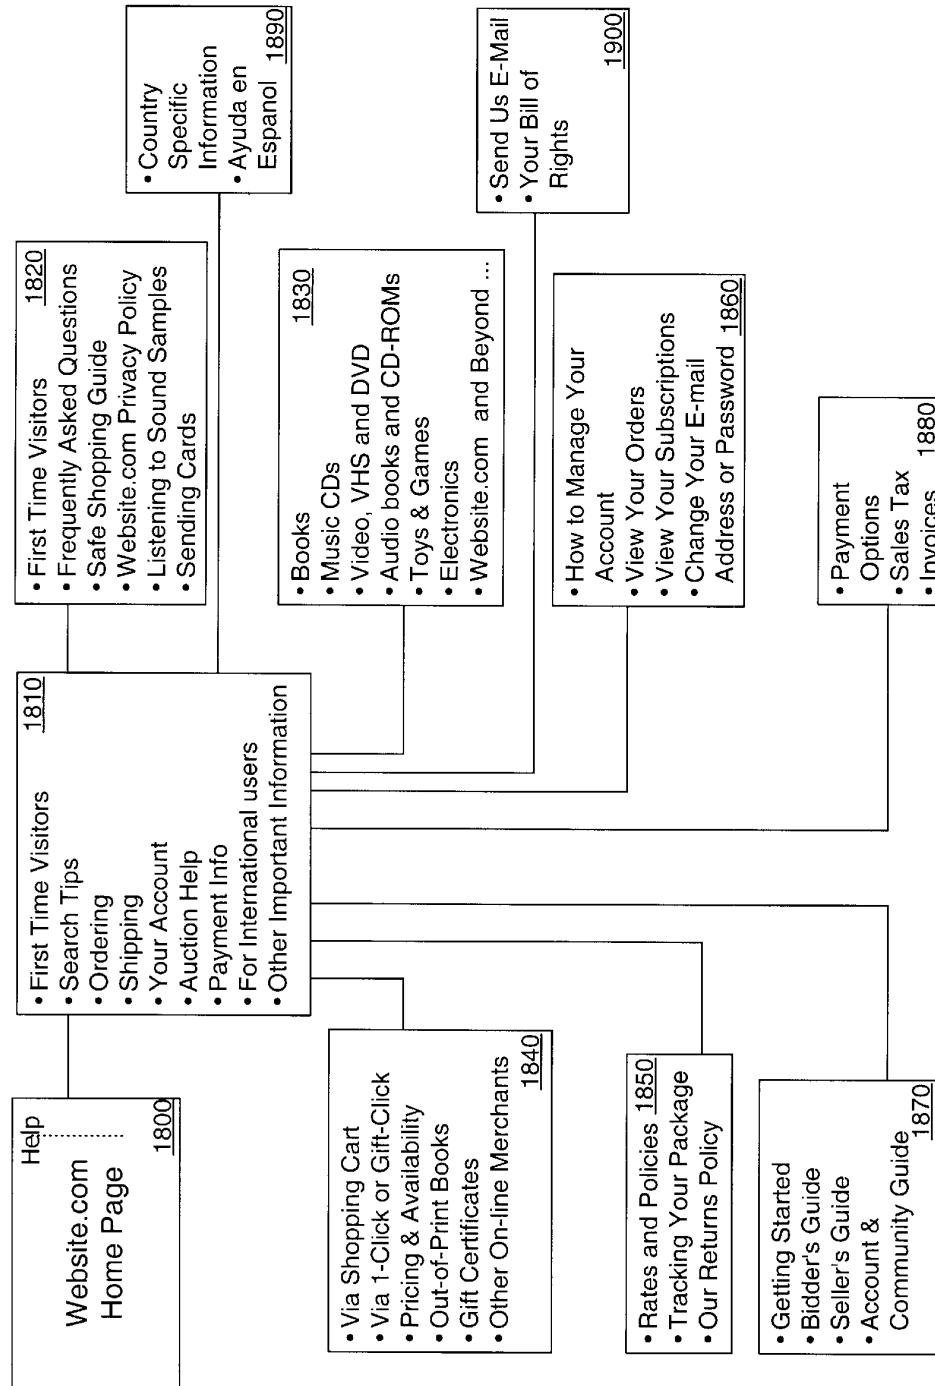 Help
Website.com
Home Page
1800
1810
• First Time Visitors
• Search Tips
• Ordering
• Shipping
• Your Account
• Auction Help
• Payment Info
• For International users
• Other Important Information
1820
• First Time Visitors
• Frequently Asked Questions
• Safe Shopping Guide
• Website.com Privacy Policy
• Listening to Sound Samples
• Sending Cards
• Country
Specific
Information
• Ayuda en
Espanol 1890
1830
• Books
• Music CDs
• Video, VHS and DVD
• Audio books and CD-ROMs
• Toys & Games
• Electronics
• Website.com and Beyond ...
• Send Us E-Mail
• Your Bill of
Rights
1900
• Via Shopping Cart
• Via 1-Click or Gift-Click
• Pricing & Availability
• Out-of-Print Books
• Gift Certificates
• Other On-line Merchants
1840
• How to Manage Your
Account
• View Your Orders
• View Your Subscriptions
• Change Your E-mail
Address or Password 1860
• Rates and Policies 1850
• Tracking Your Package
• Our Returns Policy
• Getting Started
• Bidder's Guide
• Seller's Guide
• Account &
Community Guide
1870
• Payment
Options
• Sales Tax
• Invoices 1880